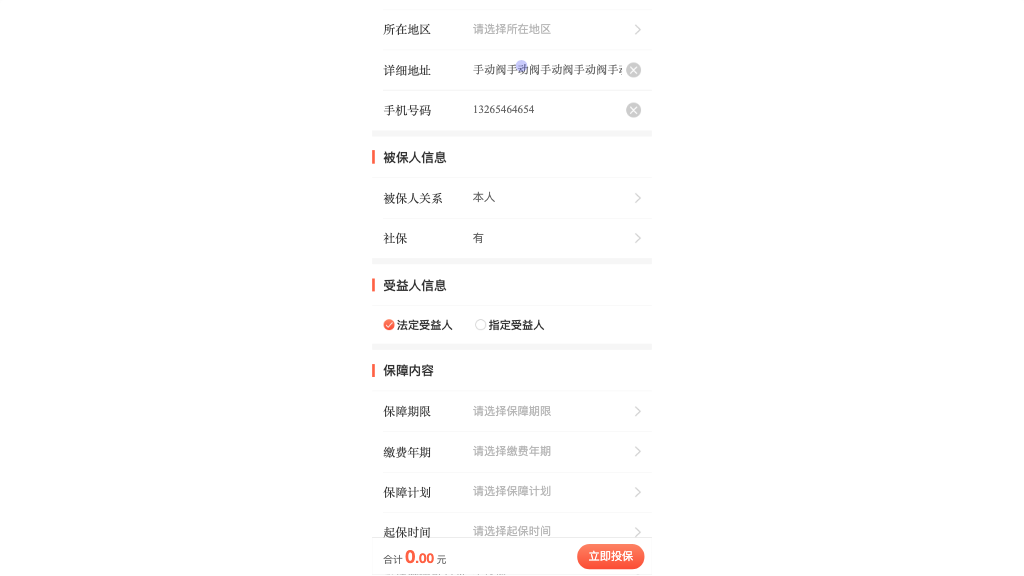 所在地区 请选择所在地区
详细地址 手动阀手动阀手动阀手动阀手动
手机号码 13265464654
被保人信息
被保人关系 本人
社保 有
受益人信息
法定受益人 指定受益人
保障内容
保障期限 请选择保障期限
缴费年期 请选择缴费年期
保障计划 请选择保障计划
起保时间 请选择起保时间
合计 0.00 元 立即投保